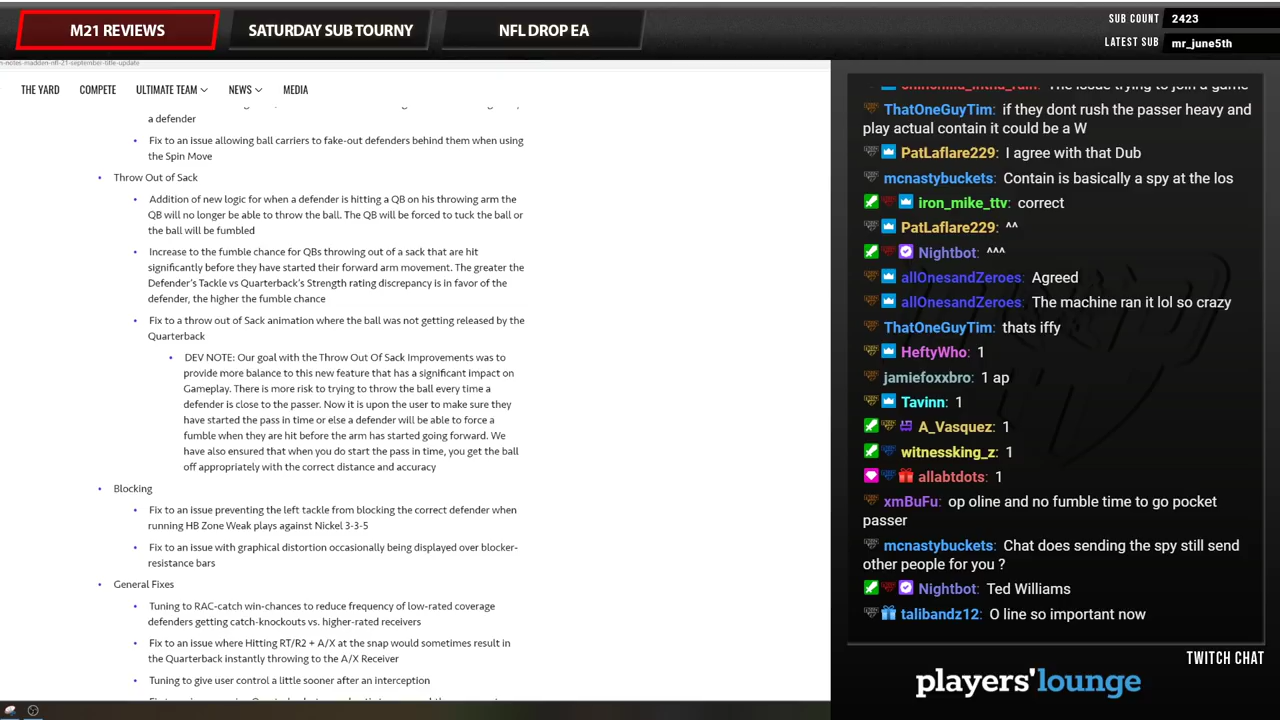 M21 REVIEWS
SATURDAY SUB TOURNY
NFL DROP EA
SUB COUNT 2423
LATEST SUB mr_june5th
n-notes-madden-nfl-21-september-title-update
THE YARD COMPETE ULTIMATE TEAM NEWS MEDIA
a defender
Fix to an issue allowing ball carriers to fake-out defenders behind them when using
the Spin Move
Throw Out of Sack
Addition of new logic for when a defender is hitting a QB on his throwing arm the
QB will no longer be able to throw the ball. The QB will be forced to tuck the ball or
the ball will be fumbled
Increase to the fumble chance for QBs throwing out of a sack that are hit
significantly before they have started their forward arm movement. The greater the
Defender's Tackle vs Quarterback's Strength rating discrepancy is in favor of the
defender, the higher the fumble chance
Fix to a throw out of Sack animation where the ball was not getting released by the
Quarterback
DEV NOTE: Our goal with the Throw Out Of Sack Improvements was to
provide more balance to this new feature that has a significant impact on
Gameplay. There is more risk to trying to throw the ball every time a
defender is close to the passer. Now it is upon the user to make sure they
have started the pass in time or else a defender will be able to force a
fumble when they are hit before the arm has started going forward. We
have also ensured that when you do start the pass in time, you get the ball
off appropriately with the correct distance and accuracy
Blocking
Fix to an issue preventing the left tackle from blocking the correct defender when
running HB Zone Weak plays against Nickel 3-3-5
Fix to an issue with graphical distortion occasionally being displayed over blocker-
resistance bars
General Fixes
Tuning to RAC-catch win-chances to reduce frequency of low-rated coverage
defenders getting catch-knockouts vs. higher-rated receivers
Fix to an issue where Hitting RT/R2 + A/X at the snap would sometimes result in
the Quarterback instantly throwing to the A/X Receiver
Tuning to give user control a little sooner after an interception
The issue trying to join a game
ThatOneGuyTim: if they dont rush the passer heavy and
play actual contain it could be a W
PatLaflare229: I agree with that Dub
mcnastybuckets: Contain is basically a spy at the los
iron_mike_ttv: correct
PatLaflare229: ^^
Nightbot: ^^^
allOnesandZeroes: Agreed
allOnesandZeroes: The machine ran it lol so crazy
ThatOneGuyTim: thats iffy
HeftyWho: 1
jamiefoxxbro: 1 ap
Tavinn: 1
A_Vasquez: 1
witnessking_z: 1
allabtdots: 1
xmBuFu: op oline and no fumble time to go pocket
passer
mcnastybuckets: Chat does sending the spy still send
other people for you ?
Nightbot: Ted Williams
talibandz12: O line so important now
TWITCH CHAT
players'lounge